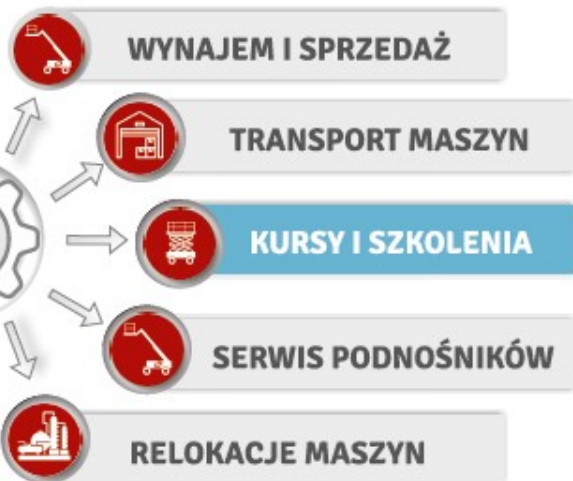 WYNAJEM I SPRZEDAŻ
TRANSPORT MASZYN
KURSY I SZKOLENIA
SERWIS PODNOŚNIKÓW
RELOKACJE MASZYN